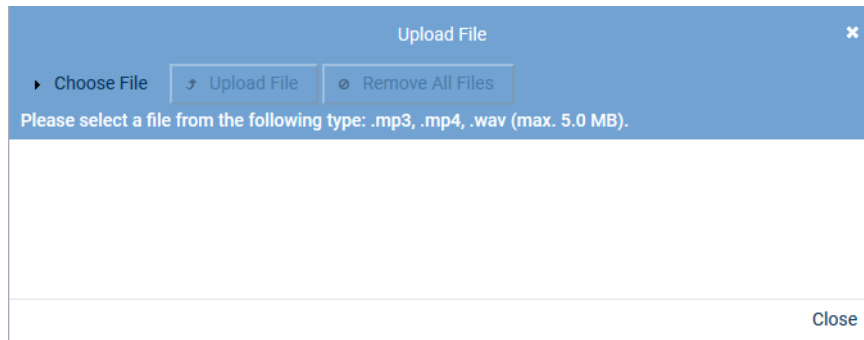 Upload File
Choose File Upload File Remove All Files
Please select a file from the following type: .mp3, .mp4, .wav (max. 5.0 MB).
Close